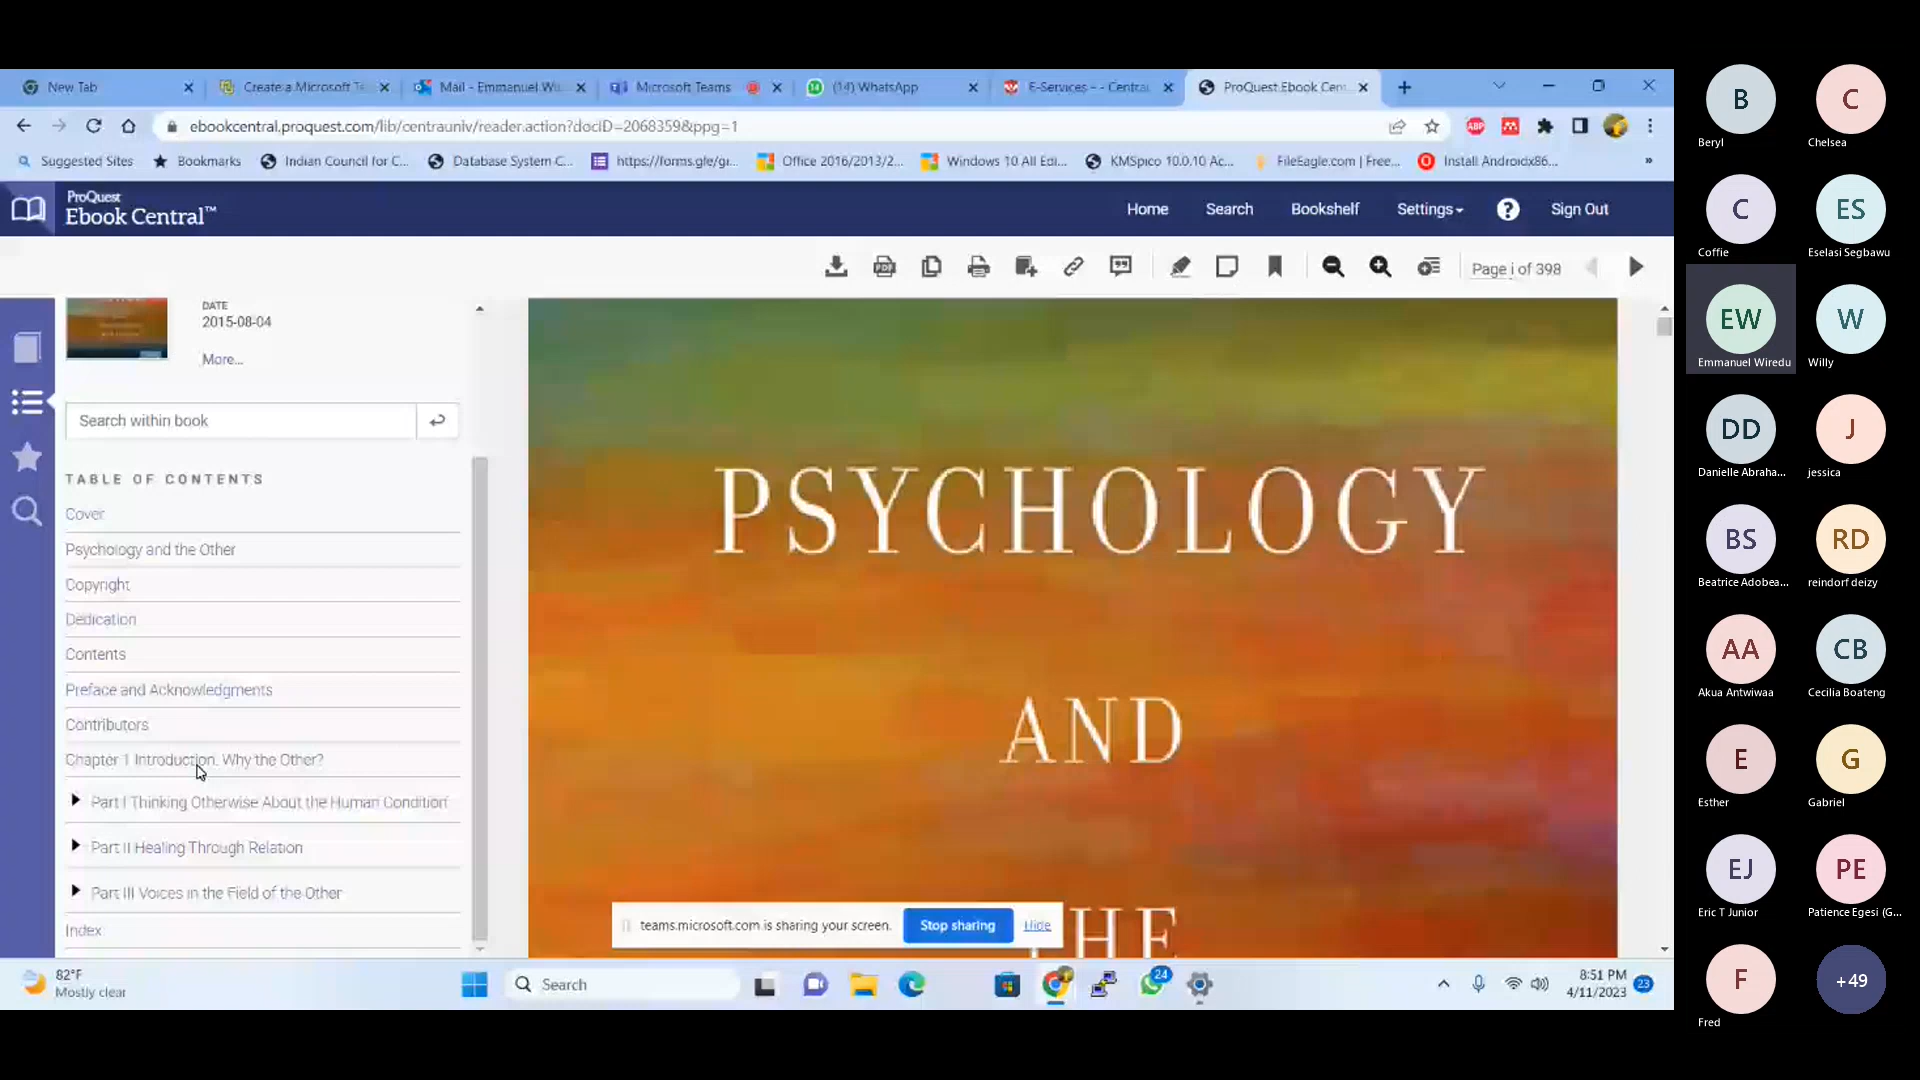 New Tab
Create a Microsoft Te
Mail - Emmanuel Wi
Microsoft Teams
(14) WhatsApp
E-Services - - Central
ProQuest Ebook Cent
ebookcentral.proquest.com/lib/centrauniv/reader.action?docID=2068359&ppg=1
ABP
Suggested Sites
Bookmarks
Indian Council for C...
Database System C...
https://forms.gle/gr...
Office 2016/2013/2...
Windows 10 All Edi...
KMSpico 10.0.10 Ac...
FileEagle.com | Free...
Install Androidx86...
»
ProQuest
Ebook Central™
Home
Search
Bookshelf
Settings
?
Sign Out
PDF
Page i of 398
DATE
2015-08-04
More...
Search within book
TABLE OF CONTENTS
Cover
Psychology and the Other
Copyright
Dedication
Contents
Preface and Acknowledgments
Contributors
Chapter 1 Introduction. Why the Other?
Part I Thinking Otherwise About the Human Condition
Part II Healing Through Relation
Part III Voices in the Field of the Other
Index
PSYCHOLOGY
AND
THE
teams.microsoft.com is sharing your screen.
Stop sharing
Hide
82°F
Mostly clear
Search
24
8:51 PM
4/11/2023
23
B
Beryl
C
Chelsea
C
Coffie
ES
Eselasi Segbawu
EW
Emmanuel Wiredu
W
Willy
DD
Danielle Abraha...
J
jessica
BS
Beatrice Adobea...
RD
reindorf deizy
AA
Akua Antwiwaa
CB
Cecilia Boateng
E
Esther
G
Gabriel
EJ
Eric T Junior
PE
Patience Egesi (G...
F
Fred
+49